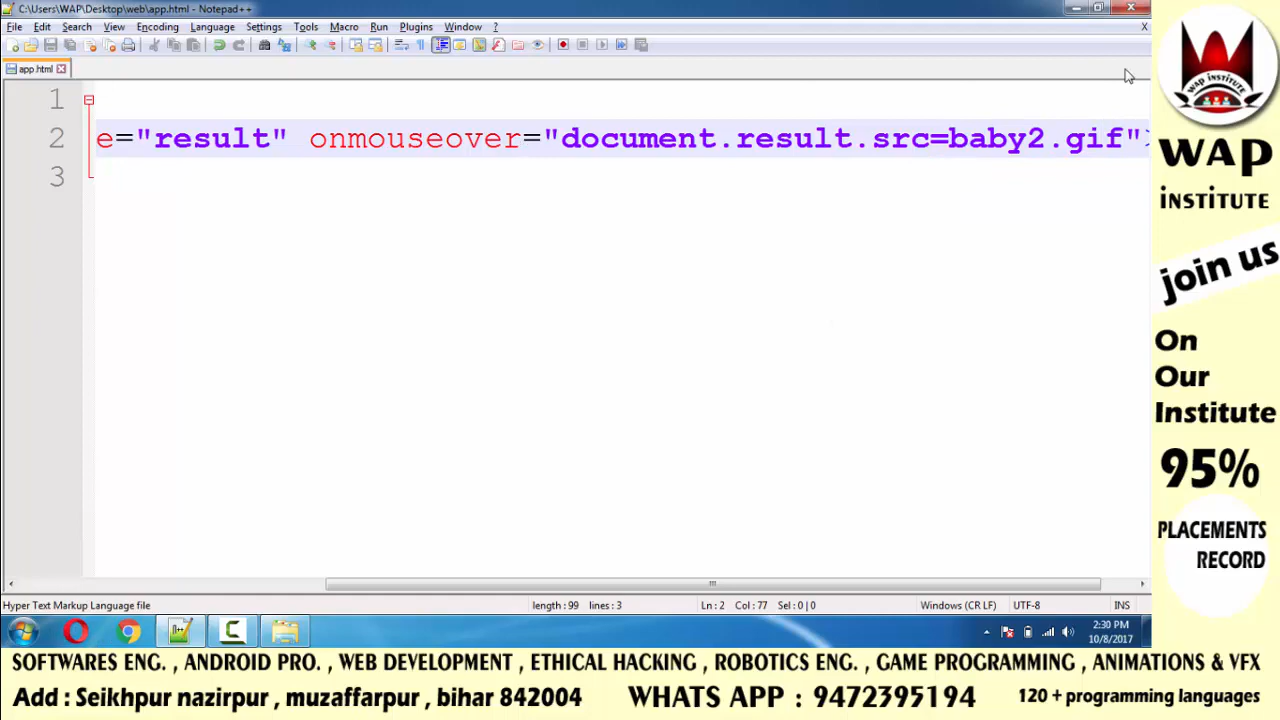 C:\Users\WAP\Desktop\web\app.html - Notepad++
File Edit Search View Encoding Language Settings Tools Macro Run Plugins Window ?
X
app.html
1
2 e="result" onmouseover="document.result.src=baby2.gif">
3
Hyper Text Markup Language file length : 99 lines : 3 Ln : 2 Col : 77 Sel : 0 | 0 Windows (CR LF) UTF-8 INS
2:30 PM
10/8/2017
WAP INSTITUTE
WAP
iNSTiTUTE
join us
On
Our
Institute
95%
PLACEMENTS
RECORD
SOFTWARES ENG. , ANDROID PRO. , WEB DEVELOPMENT , ETHICAL HACKING , ROBOTICS ENG. , GAME PROGRAMMING , ANIMATIONS & VFX
Add : Seikhpur nazirpur , muzaffarpur , bihar 842004 WHATS APP : 9472395194 120 + programming languages